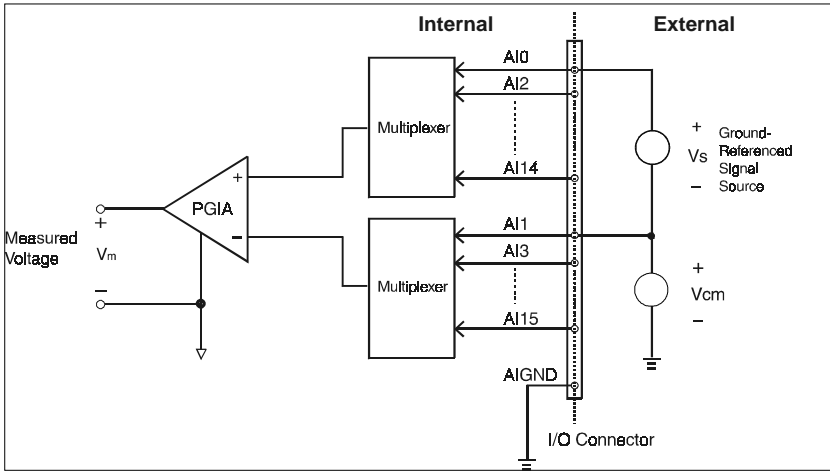 Internal
External
AI0
AI2
Multiplexer
AI14
+
Vs
−
Ground-
Referenced
Signal
Source
+
PGIA
−
Measured
Voltage
+
Vm
−
AI1
AI3
Multiplexer
AI15
+
Vcm
−
AIGND
I/O Connector